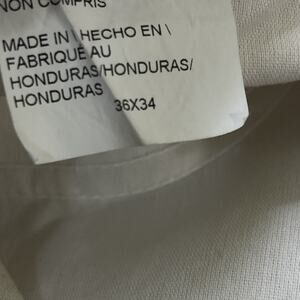 NON COMPRIS
MADE IN \ HECHO EN \
FABRIQUÉ AU
HONDURAS/HONDURAS/
HONDURAS
36X34